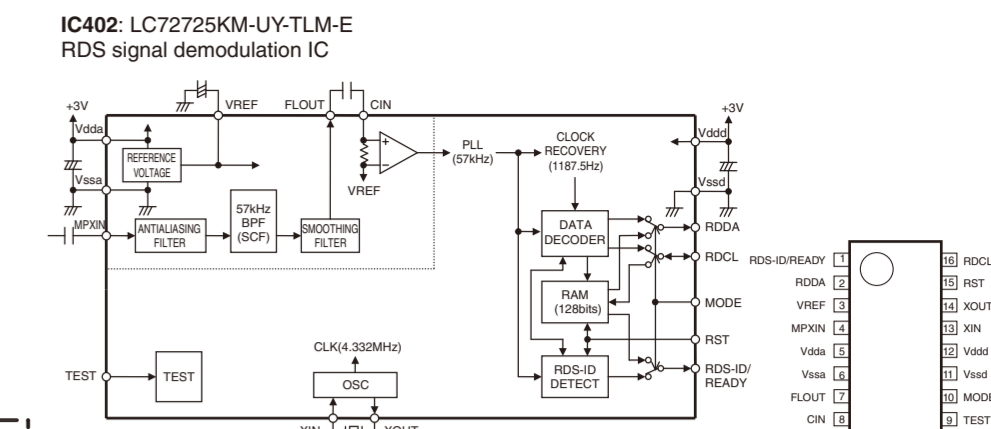 IC402: LC72725KM-UY-TLM-E
RDS signal demodulation IC
+3V
Vdda
Vssa
VREF
FLOUT
CIN
REFERENCE
VOLTAGE
VREF
PLL
(57kHz)
CLOCK
RECOVERY
(1187.5Hz)
+3V
Vddd
Vssd
MPXIN
ANTIALIASING
FILTER
57kHz
BPF
(SCF)
SMOOTHING
FILTER
DATA
DECODER
RAM
(128bits)
RDS-ID
DETECT
RDDA
RDCL
MODE
RST
RDS-ID/
READY
CLK(4.332MHz)
OSC
TEST
TEST
XIN
XOUT
RDS-ID/READY 1
RDDA 2
VREF 3
MPXIN 4
Vdda 5
Vssa 6
FLOUT 7
CIN 8
16 RDCL
15 RST
14 XOUT
13 XIN
12 Vddd
11 Vssd
10 MODE
9 TEST